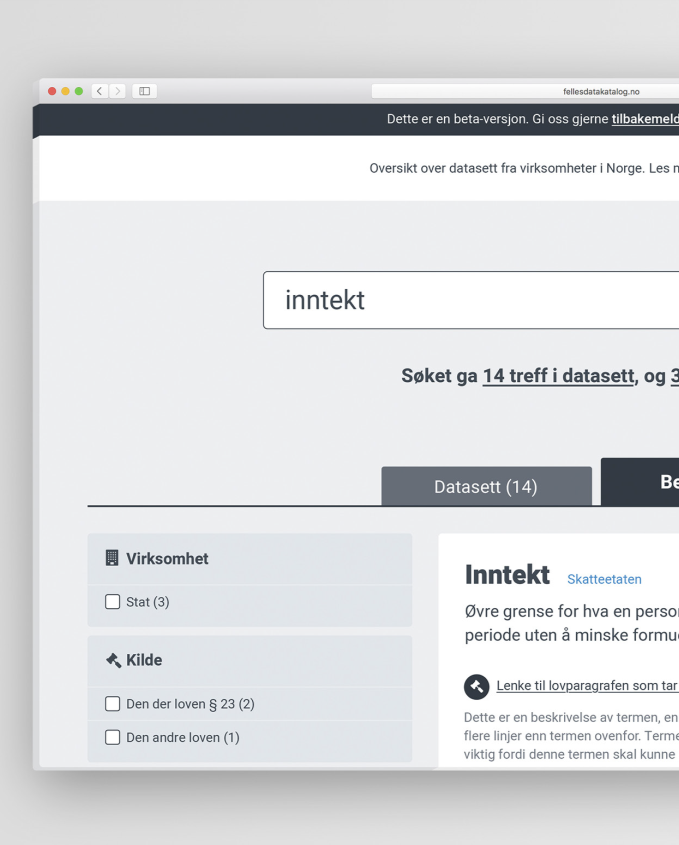 fellesdatakatalog.no
Dette er en beta-versjon. Gi oss gjerne tilbakemeld
Oversikt over datasett fra virksomheter i Norge. Les
inntekt
Søket ga 14 treff i datasett, og 3
Datasett (14)
Be
Virksomhet
Stat (3)
Kilde
Den der loven § 23 (2)
Den andre loven (1)
Inntekt Skatteetaten
Øvre grense for hva en perso
periode uten å minske formu
Lenke til lovparagrafen som tar
Dette er en beskrivelse av termen, en
flere linjer enn termen ovenfor. Terme
viktig fordi denne termen skal kunne